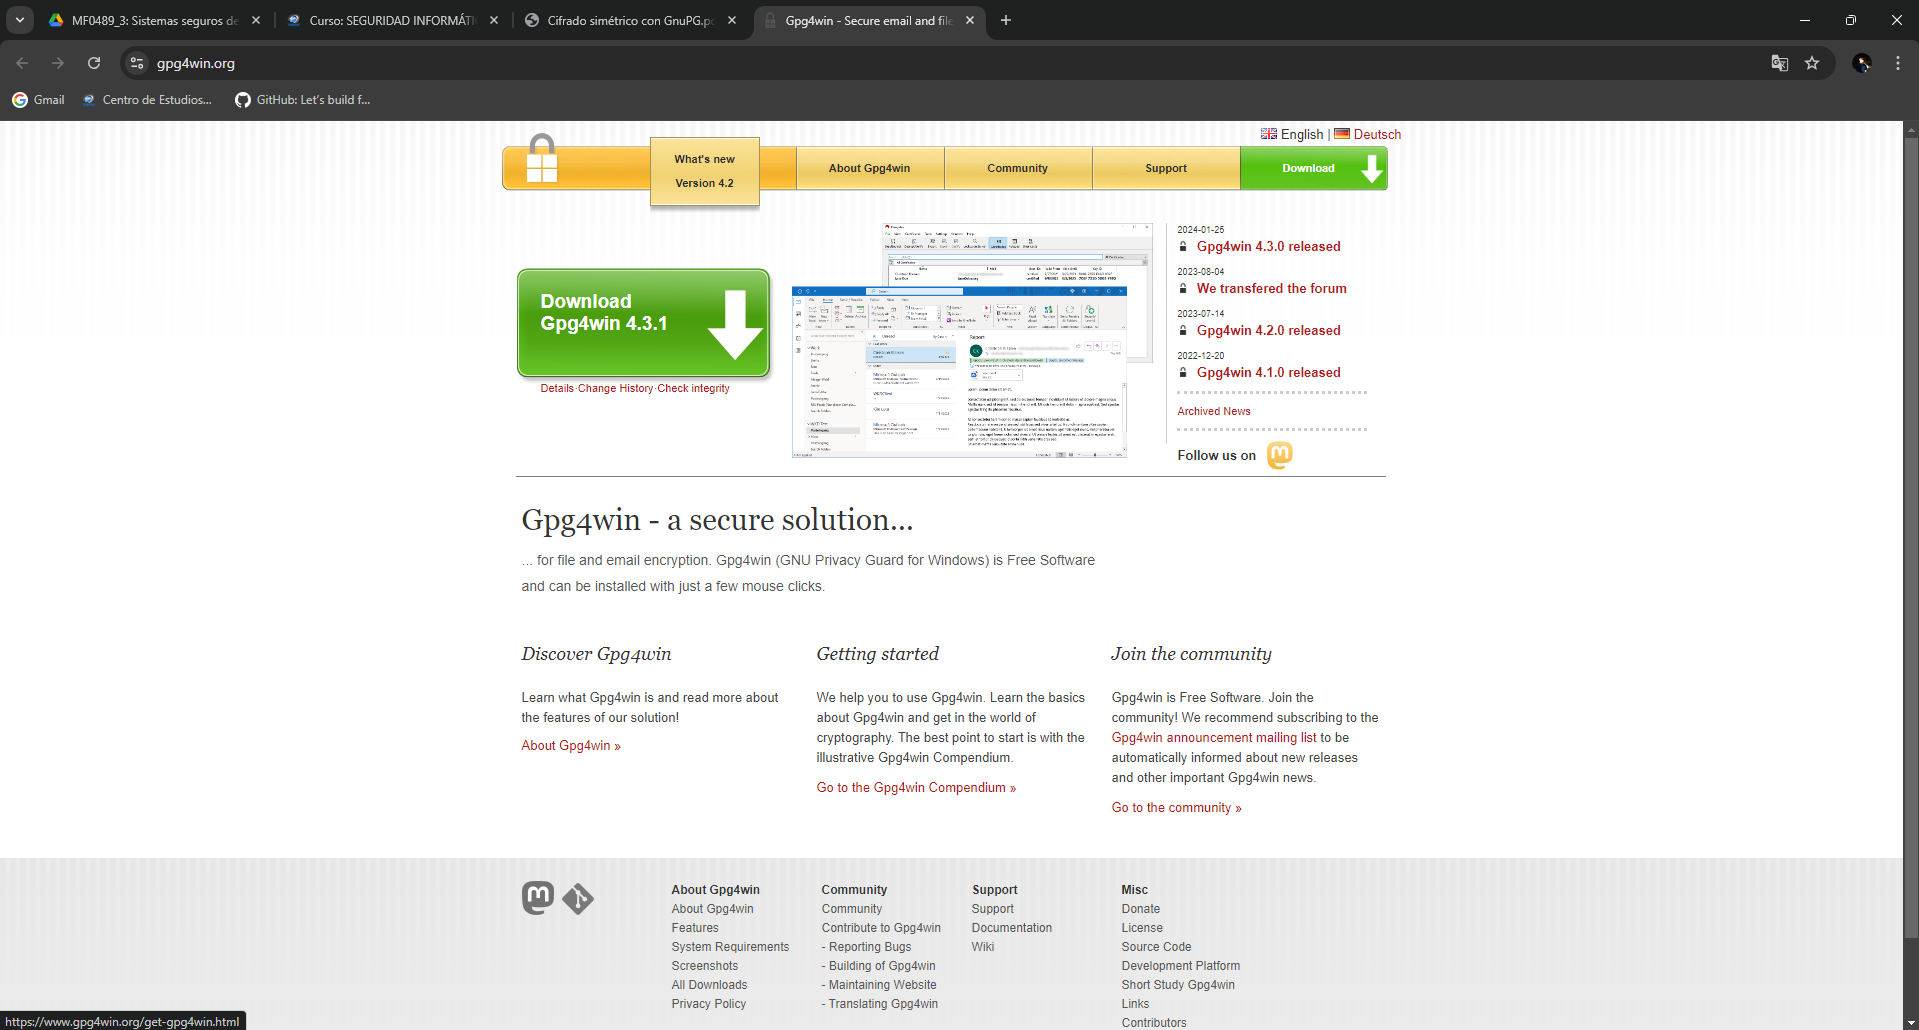 MF0489_3: Sistemas seguros de
Curso: SEGURIDAD INFORMÁTI
Cifrado simétrico con GnuPG.pd
Gpg4win - Secure email and file
gpg4win.org
Gmail
Centro de Estudios...
GitHub: Let's build f...
English | Deutsch
What's new
Version 4.2
About Gpg4win
Community
Support
Download
Download
Gpg4win 4.3.1
Details·Change History·Check integrity
2024-01-25
Gpg4win 4.3.0 released
2023-08-04
We transfered the forum
2023-07-14
Gpg4win 4.2.0 released
2022-12-20
Gpg4win 4.1.0 released
Archived News
Follow us on
Gpg4win - a secure solution...
... for file and email encryption. Gpg4win (GNU Privacy Guard for Windows) is Free Software
and can be installed with just a few mouse clicks.
Discover Gpg4win
Learn what Gpg4win is and read more about
the features of our solution!
About Gpg4win »
Getting started
We help you to use Gpg4win. Learn the basics
about Gpg4win and get in the world of
cryptography. The best point to start is with the
illustrative Gpg4win Compendium.
Go to the Gpg4win Compendium »
Join the community
Gpg4win is Free Software. Join the
community! We recommend subscribing to the
Gpg4win announcement mailing list to be
automatically informed about new releases
and other important Gpg4win news.
Go to the community »
About Gpg4win
About Gpg4win
Features
System Requirements
Screenshots
All Downloads
Privacy Policy
Community
Community
Contribute to Gpg4win
- Reporting Bugs
- Building of Gpg4win
- Maintaining Website
- Translating Gpg4win
Support
Support
Documentation
Wiki
Misc
Donate
License
Source Code
Development Platform
Short Study Gpg4win
Links
Contributors
https://www.gpg4win.org/get-gpg4win.html